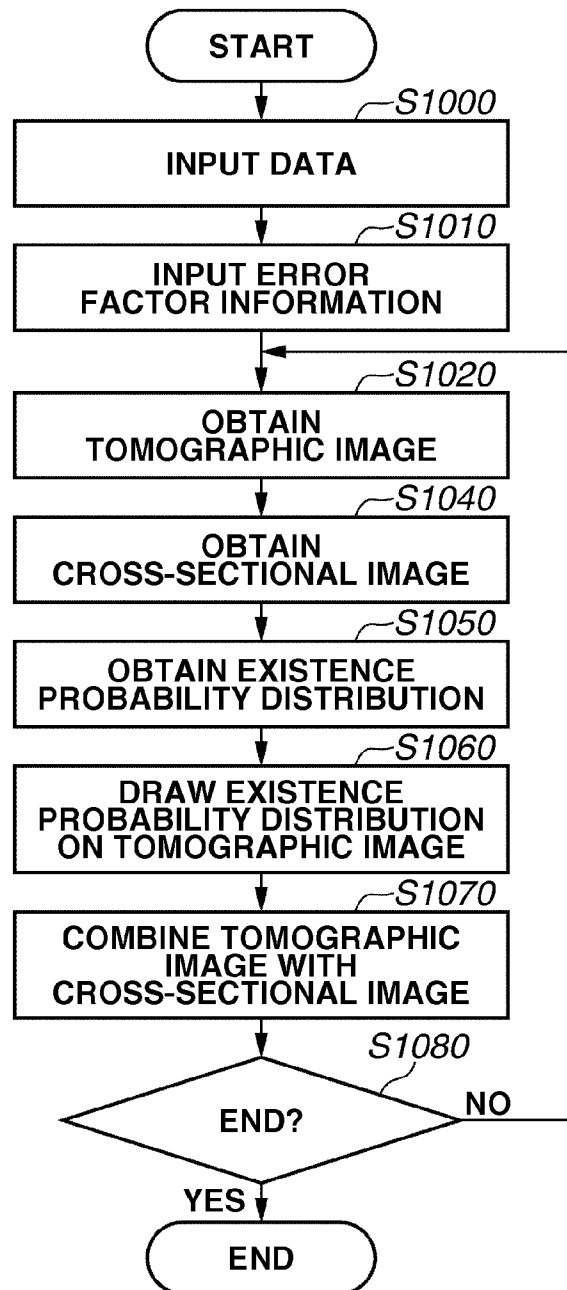 START
S1000
INPUT DATA
S1010
INPUT ERROR
FACTOR INFORMATION
S1020
OBTAIN
TOMOGRAPHIC IMAGE
S1040
OBTAIN
CROSS-SECTIONAL IMAGE
S1050
OBTAIN EXISTENCE
PROBABILITY DISTRIBUTION
S1060
DRAW EXISTENCE
PROBABILITY DISTRIBUTION
ON TOMOGRAPHIC IMAGE
S1070
COMBINE TOMOGRAPHIC
IMAGE WITH
CROSS-SECTIONAL IMAGE
S1080
END?
NO
YES
END